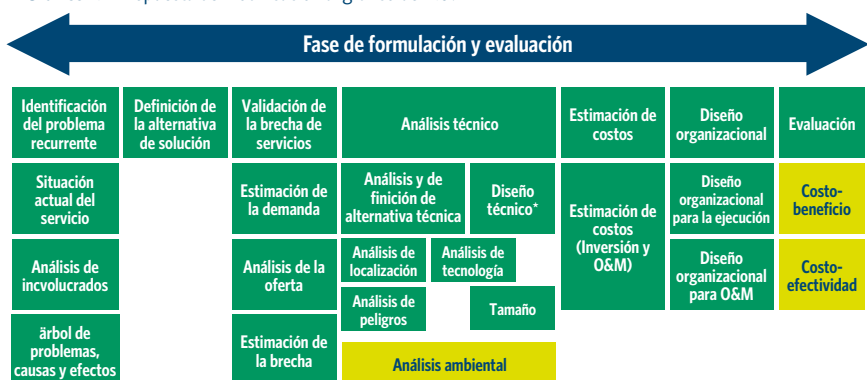 Fase de formulación y evaluación
Identificación
del problema
recurrente
Definición de
la alternativa
de solución
Validación de
la brecha de
servicios
Análisis técnico
Estimación de
costos
Diseño
organizacional
Evaluación
Situación
actual del
servicio
Estimación de
la demanda
Análisis y de
finición de
alternativa técnica
Diseño
técnico*
Estimación de
costos
(Inversión y
O&M)
Diseño
organizacional
para la ejecución
Costo-
beneficio
Análisis de
incvolucrados
Análisis de la
oferta
Análisis de
localización
Análisis de
tecnología
Diseño
organizacional
para O&M
Costo-
efectividad
Análisis de
peligros
Tamaño
ärbol de
problemas,
causas y efectos
Estimación de
la brecha
Análisis ambiental